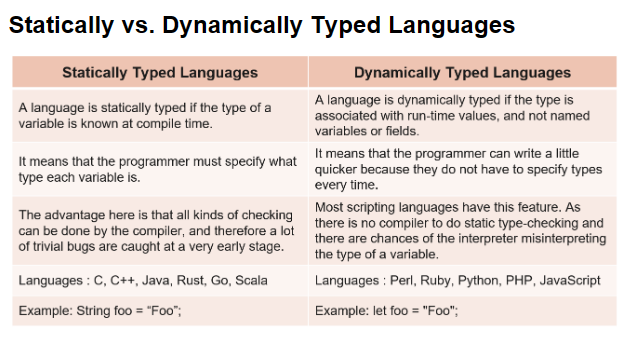 Statically vs. Dynamically Typed Languages
Statically Typed Languages
Dynamically Typed Languages
A language is statically typed if the type of a
variable is known at compile time.
A language is dynamically typed if the type is
associated with run-time values, and not named
variables or fields.
It means that the programmer must specify what
type each variable is.
It means that the programmer can write a little
quicker because they do not have to specify types
every time.
The advantage here is that all kinds of checking
can be done by the compiler, and therefore a lot
of trivial bugs are caught at a very early stage.
Most scripting languages have this feature. As
there is no compiler to do static type-checking and
there are chances of the interpreter misinterpreting
the type of a variable.
Languages : C, C++, Java, Rust, Go, Scala
Languages : Perl, Ruby, Python, PHP, JavaScript
Example: String foo = “Foo”;
Example: let foo = "Foo";